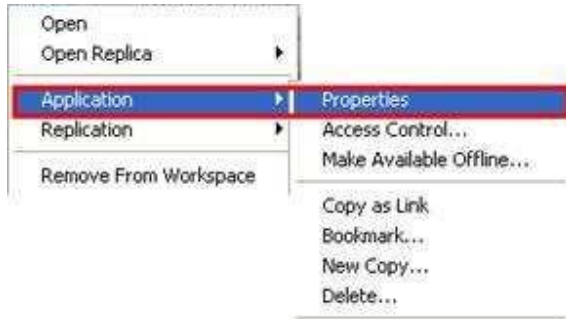 Open
Open Replica
Application
Replication
Remove From Workspace
Properties
Access Control...
Make Available Offline...
Copy as Link
Bookmark...
New Copy...
Delete...